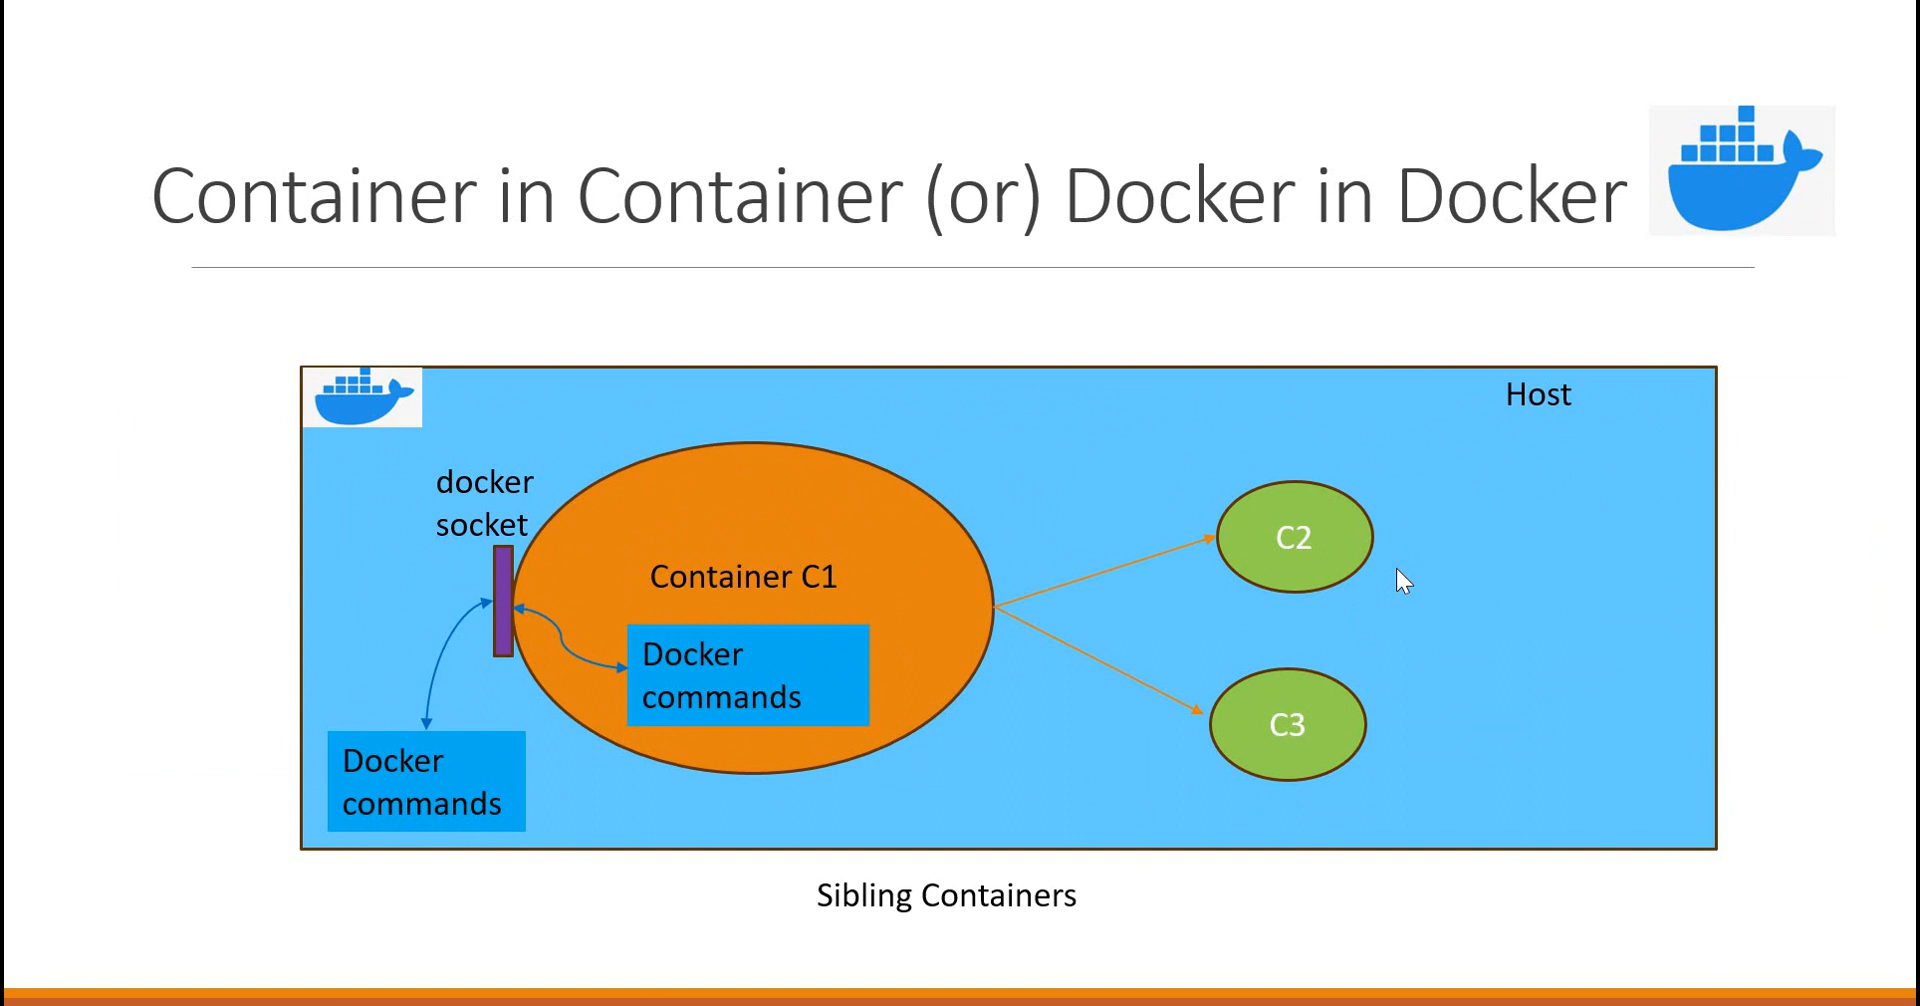 Container in Container (or) Docker in Docker
Host
docker
socket
Container C1
Docker
commands
Docker
commands
C2
C3
Sibling Containers